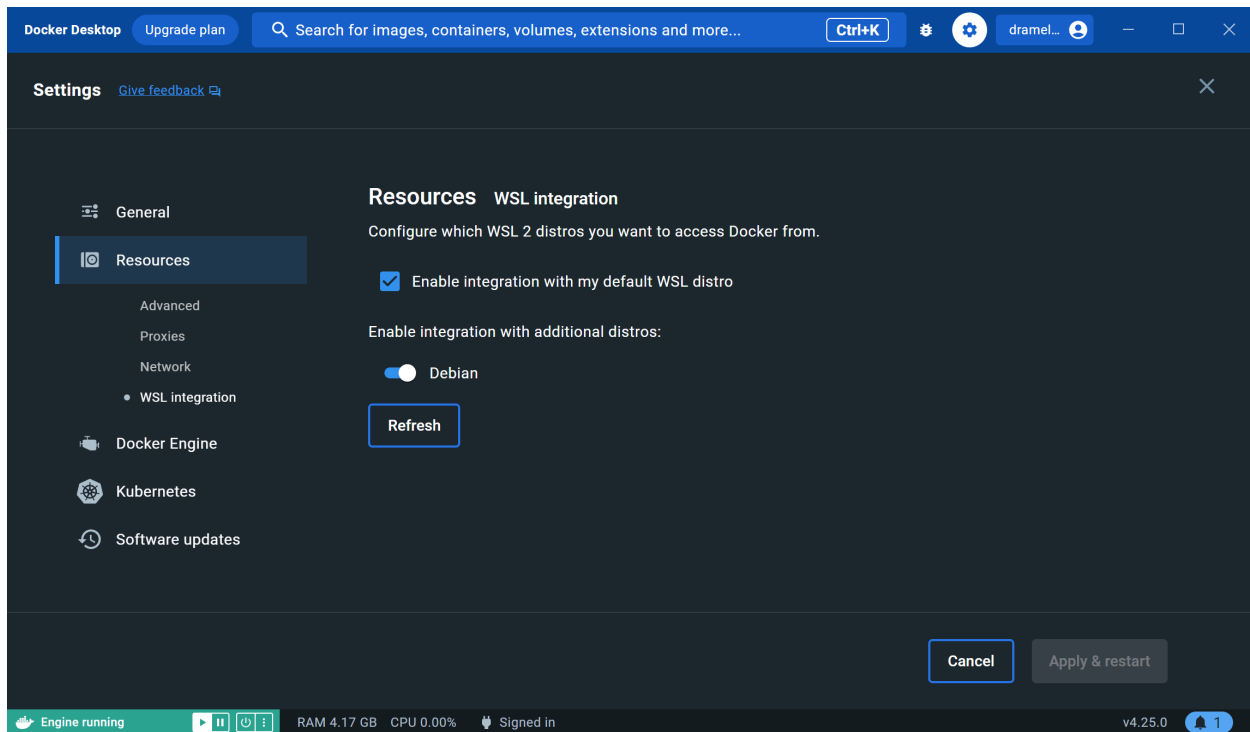 Docker Desktop Upgrade plan Search for images, containers, volumes, extensions and more... Ctrl+K dramel...
Settings Give feedback
General
Resources
Advanced
Proxies
Network
WSL integration
Docker Engine
Kubernetes
Software updates
Resources WSL integration
Configure which WSL 2 distros you want to access Docker from.
Enable integration with my default WSL distro
Enable integration with additional distros:
Debian
Refresh
Cancel Apply & restart
Engine running RAM 4.17 GB CPU 0.00% Signed in v4.25.0 1